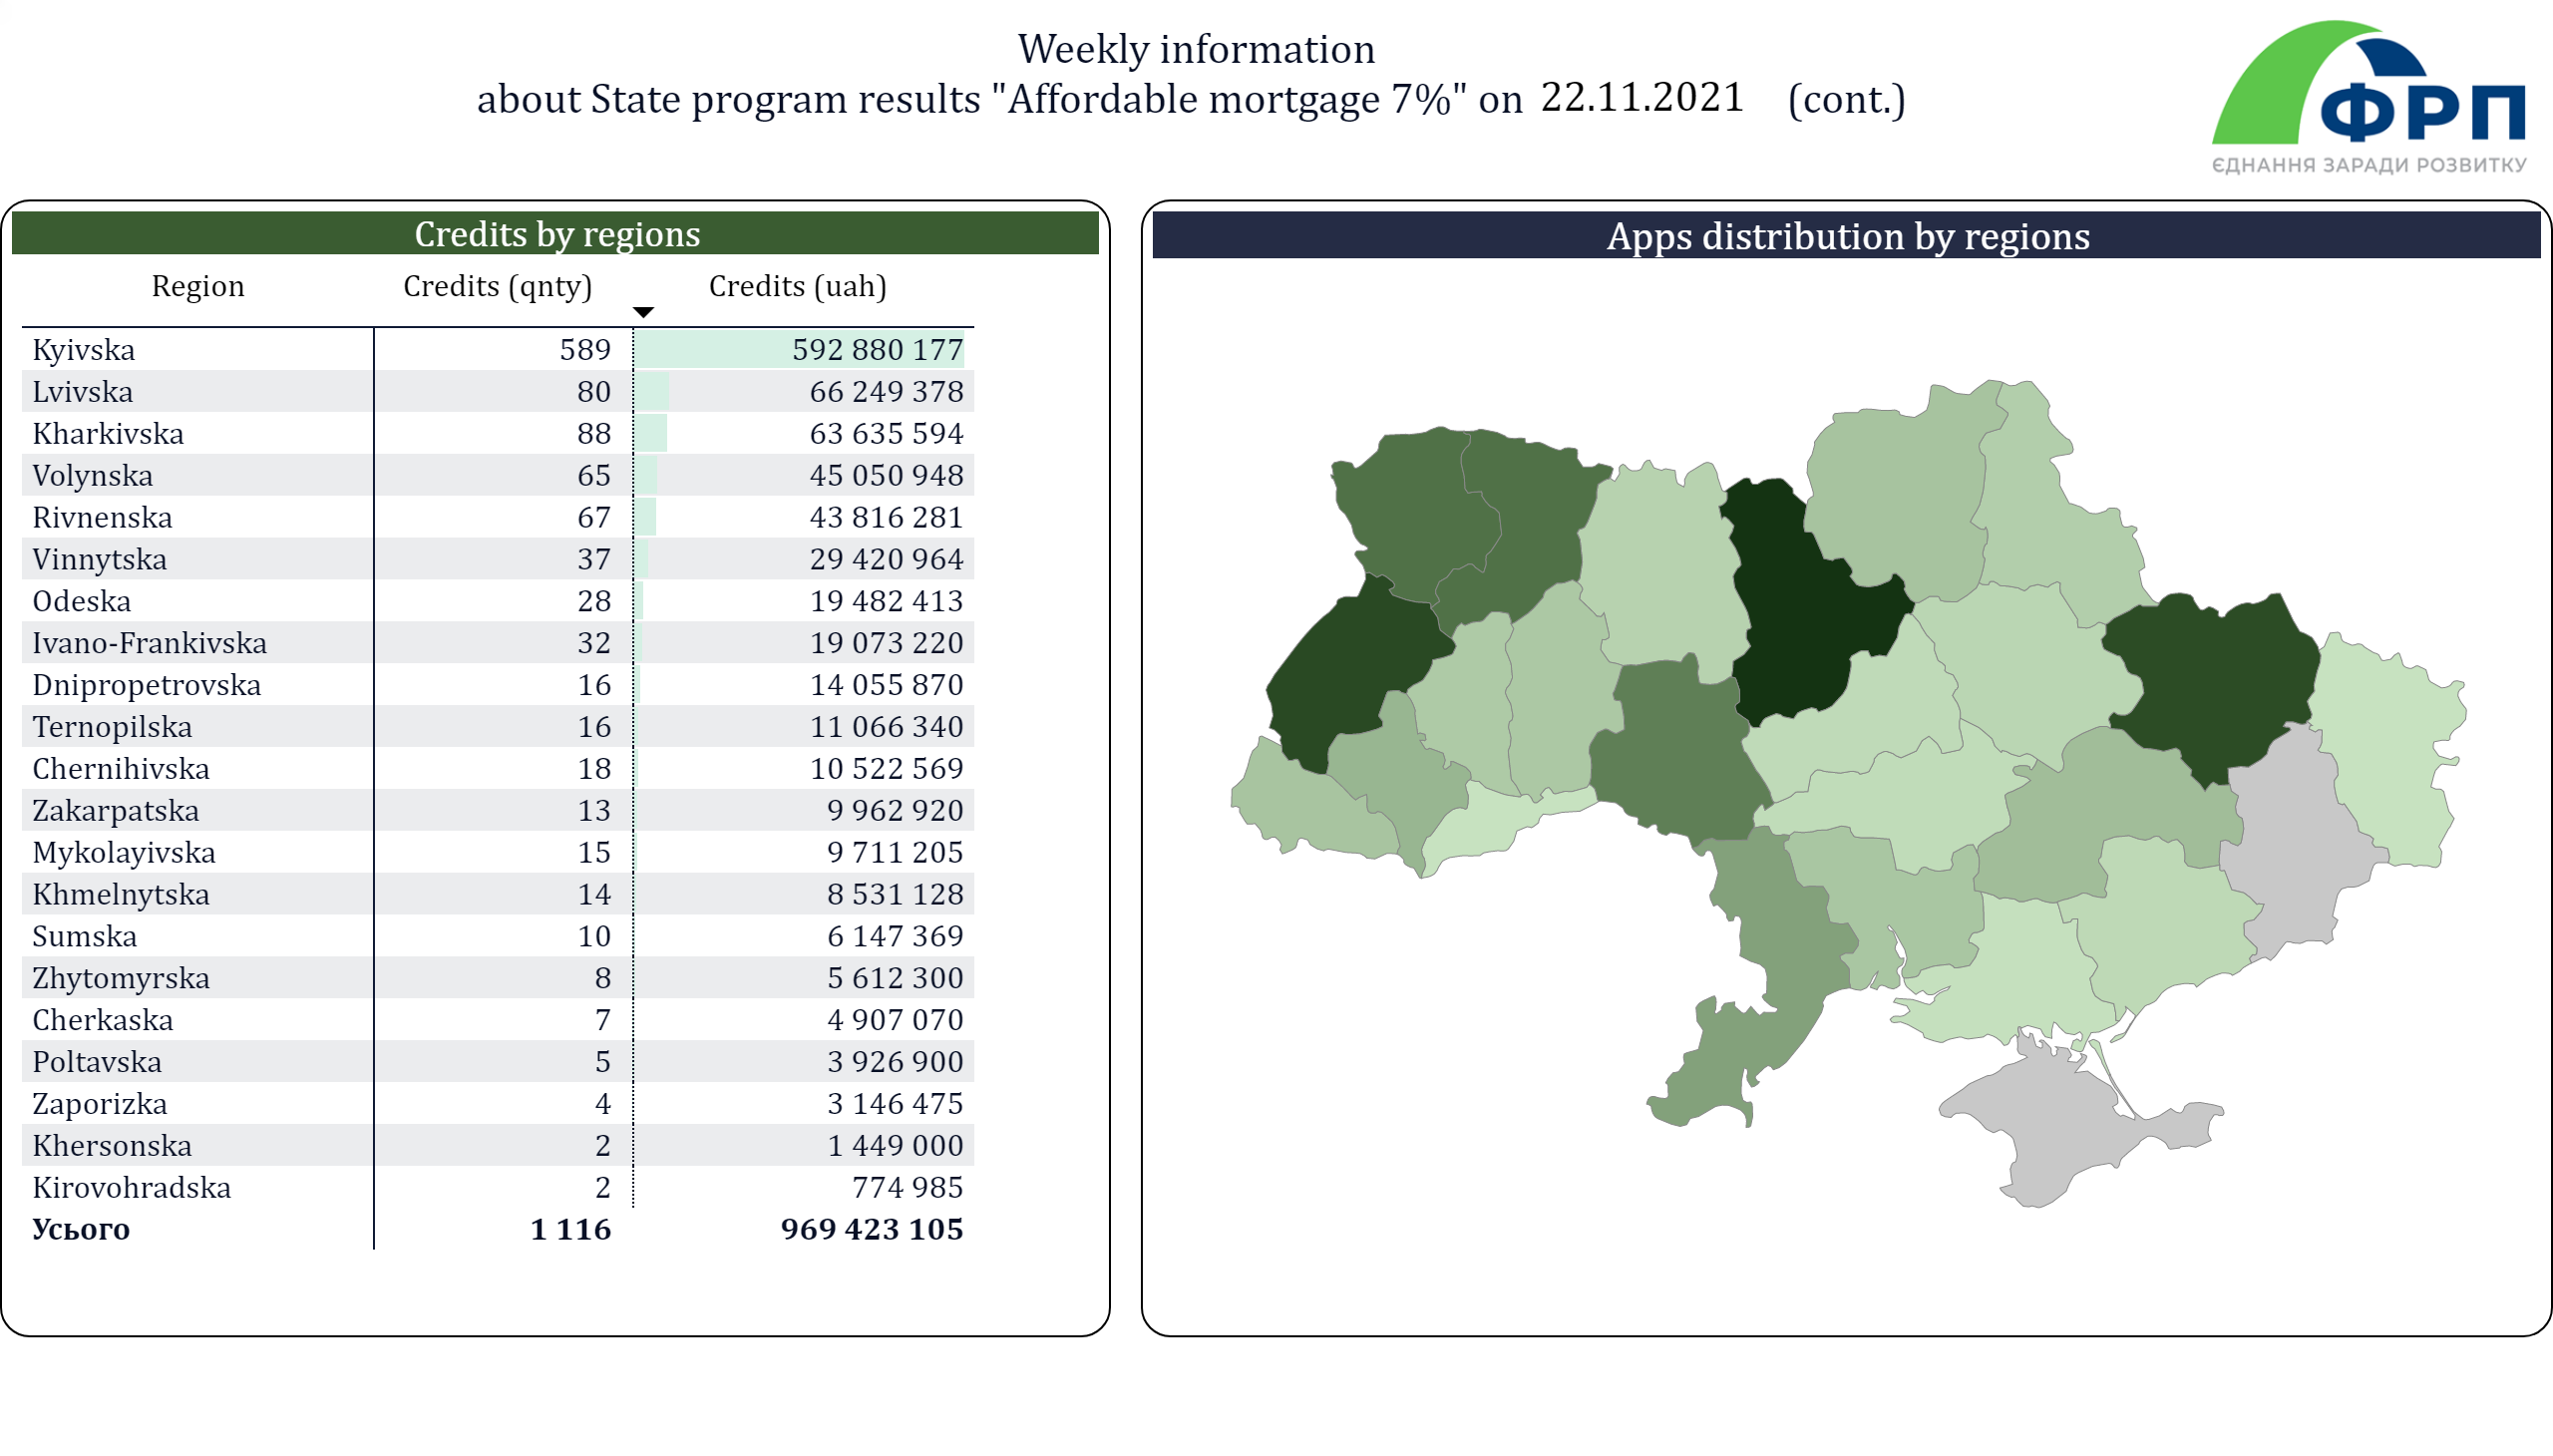 Weekly information
about State program results "Affordable mortgage 7%" on 22.11.2021 (cont.)
ФРП
ЄДНАННЯ ЗАРАДИ РОЗВИТКУ
Credits by regions
Region Credits (qnty) Credits (uah)
Kyivska 589 592 880 177
Lvivska 80 66 249 378
Kharkivska 88 63 635 594
Volynska 65 45 050 948
Rivnenska 67 43 816 281
Vinnytska 37 29 420 964
Odeska 28 19 482 413
Ivano-Frankivska 32 19 073 220
Dnipropetrovska 16 14 055 870
Ternopilska 16 11 066 340
Chernihivska 18 10 522 569
Zakarpatska 13 9 962 920
Mykolayivska 15 9 711 205
Khmelnytska 14 8 531 128
Sumska 10 6 147 369
Zhytomyrska 8 5 612 300
Cherkaska 7 4 907 070
Poltavska 5 3 926 900
Zaporizka 4 3 146 475
Khersonska 2 1 449 000
Kirovohradska 2 774 985
Усього 1 116 969 423 105
Apps distribution by regions